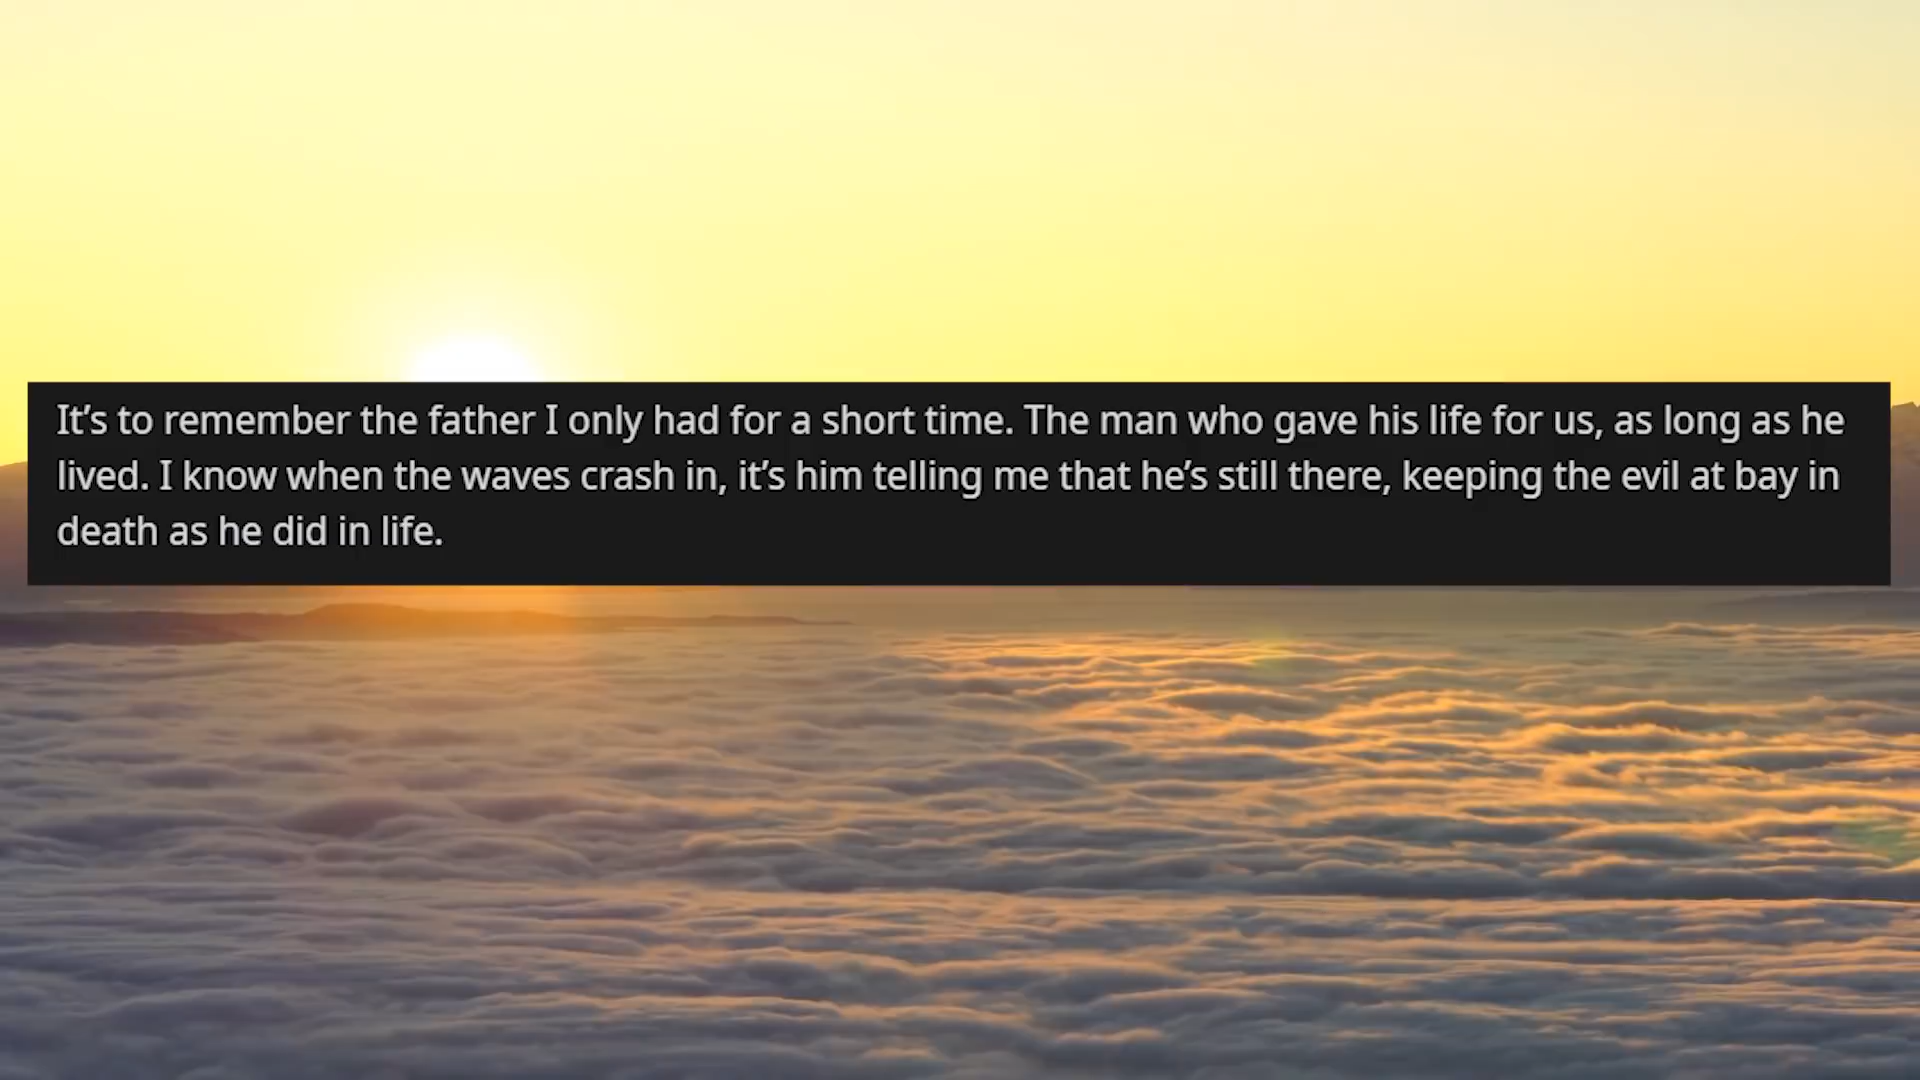 It’s to remember the father I only had for a short time. The man who gave his life for us, as long as he
lived. I know when the waves crash in, it’s him telling me that he’s still there, keeping the evil at bay in
death as he did in life.